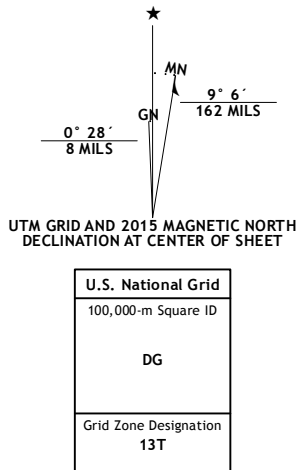 MN
GN
9° 6´
162 MILS
0° 28´
8 MILS
UTM GRID AND 2015 MAGNETIC NORTH
DECLINATION AT CENTER OF SHEET
U.S. National Grid
100,000-m Square ID
DG
Grid Zone Designation
13T